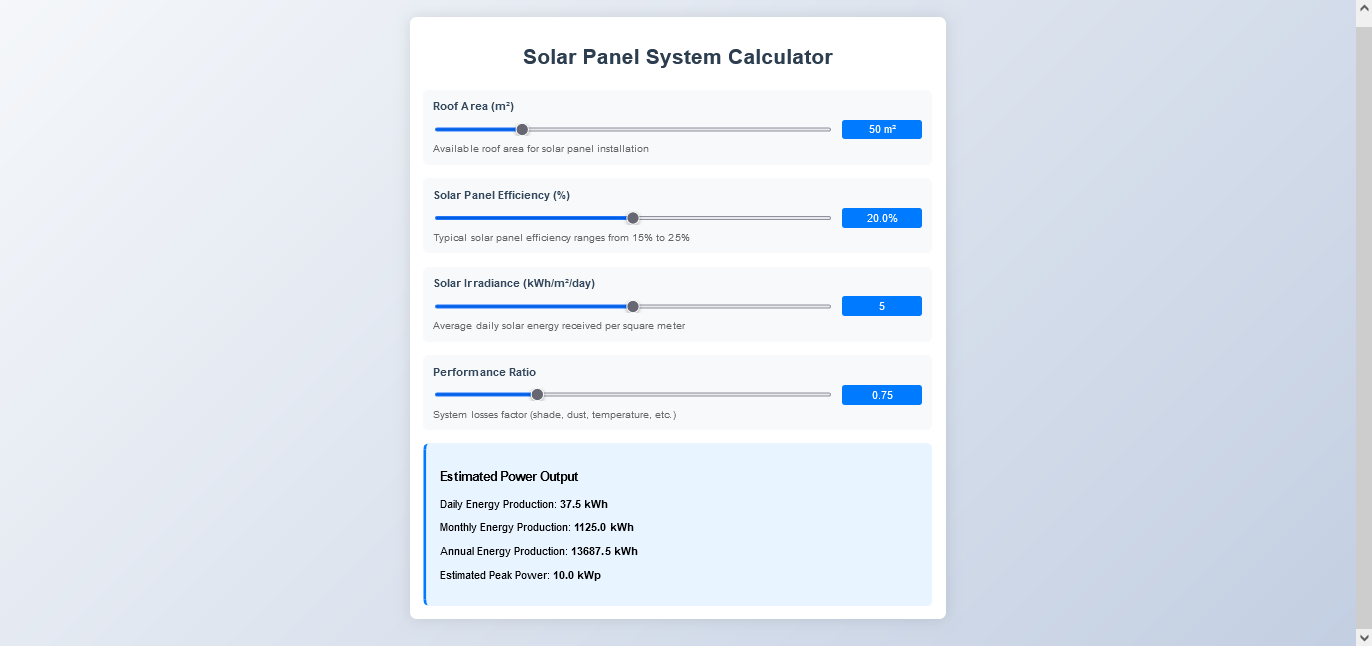 Solar Panel System Calculator
Roof Area (m²)
50 m²
Available roof area for solar panel installation
Solar Panel Efficiency (%)
20.0%
Typical solar panel efficiency ranges from 15% to 25%
Solar Irradiance (kWh/m²/day)
5
Average daily solar energy received per square meter
Performance Ratio
0.75
System losses factor (shade, dust, temperature, etc.)
Estimated Power Output
Daily Energy Production: 37.5 kWh
Monthly Energy Production: 1125.0 kWh
Annual Energy Production: 13687.5 kWh
Estimated Peak Power: 10.0 kWp